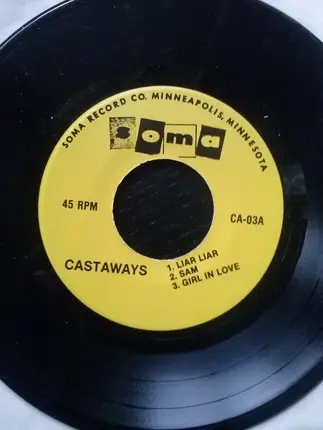 SOMA RECORD CO. MINNEAPOLIS, MINNESOTA
soma
45 RPM
CA-03A
CASTAWAYS
1. LIAR LIAR
2. SAM
3. GIRL IN LOVE